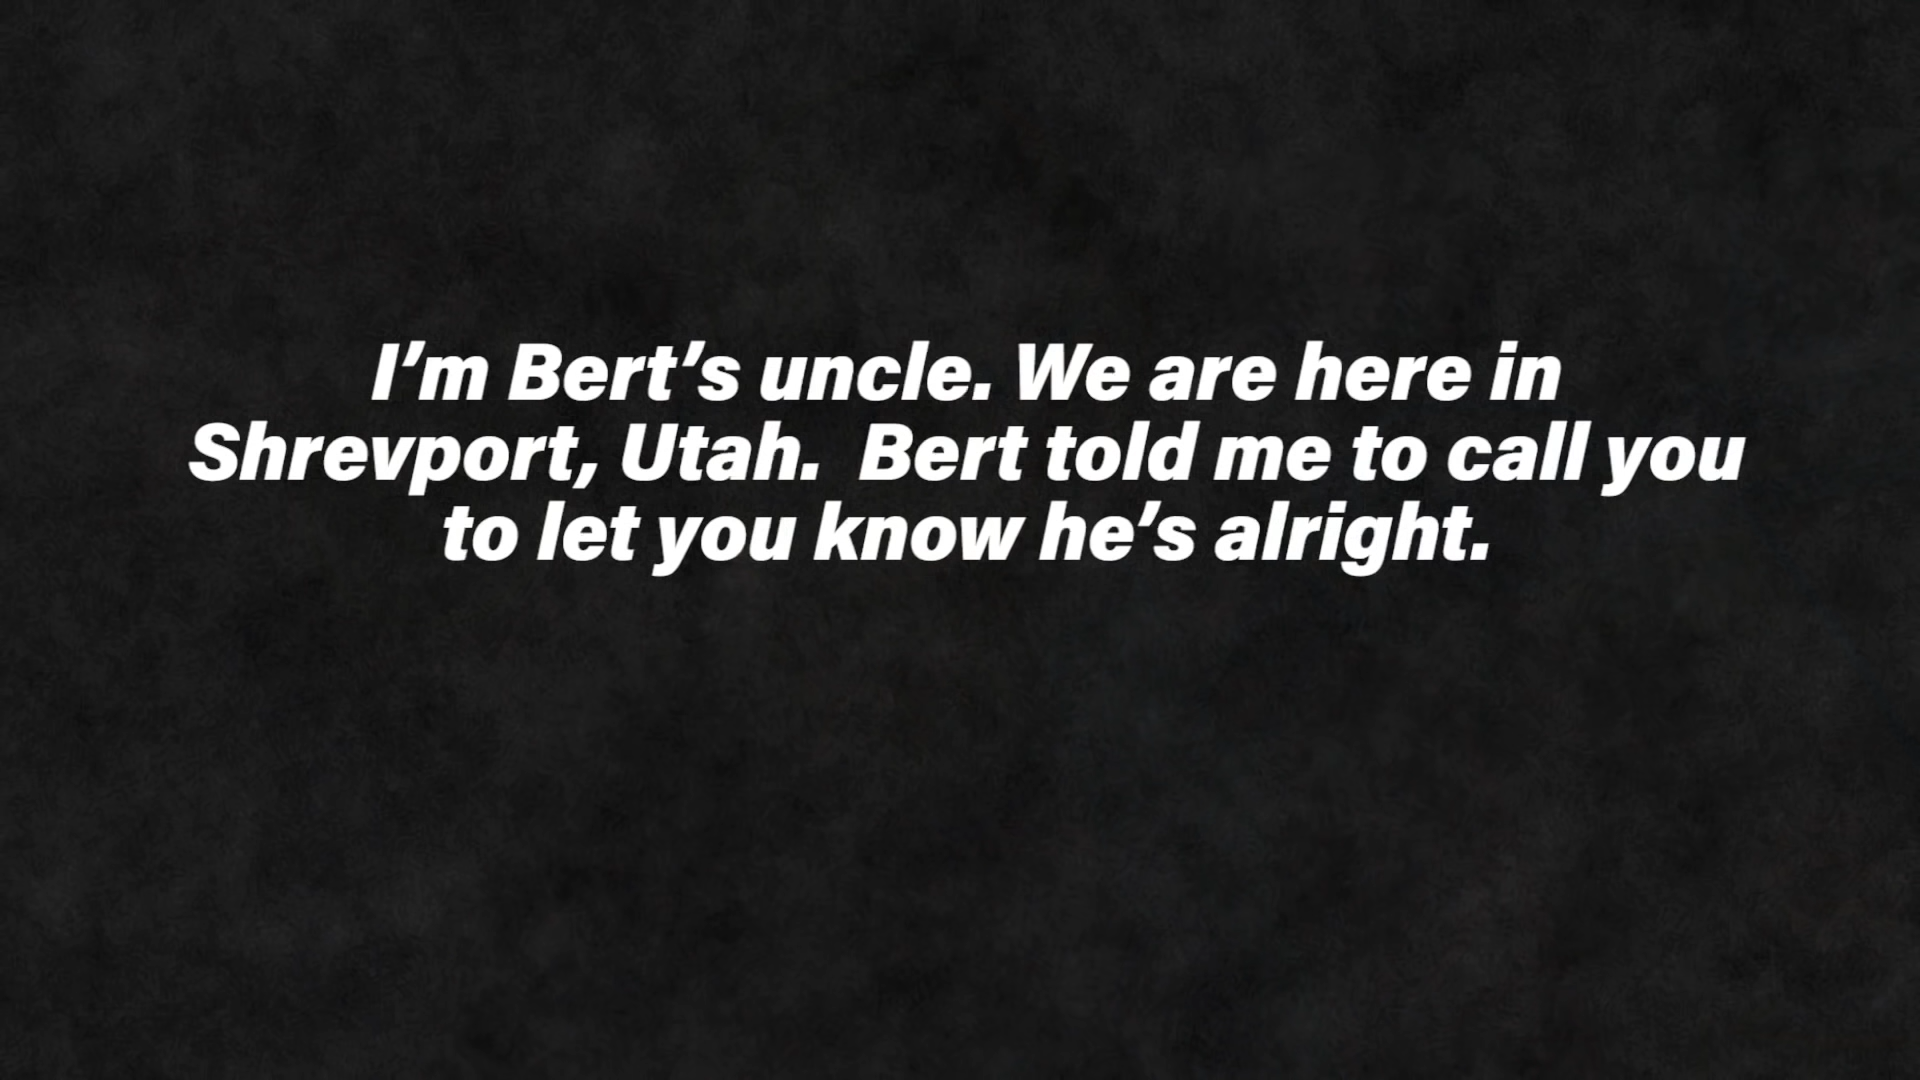 I’m Bert’s uncle. We are here in
Shrevport, Utah.  Bert told me to call you
to let you know he’s alright.